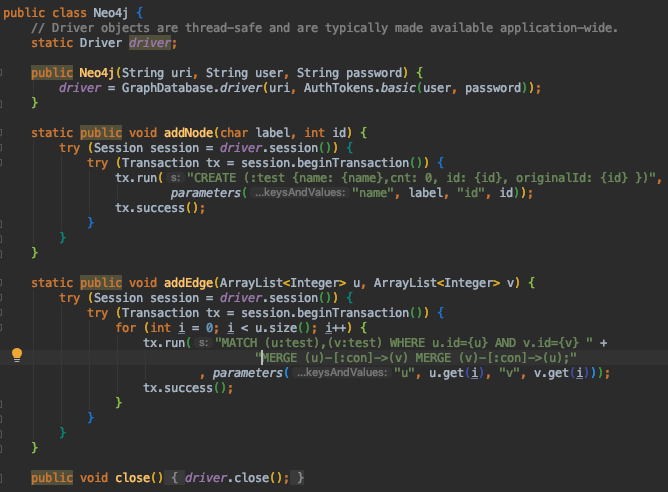 public class Neo4j {
// Driver objects are thread-safe and are typically made available application-wide.
static Driver driver;
public Neo4j(String uri, String user, String password) {
driver = GraphDatabase.driver(uri, AuthTokens.basic(user, password));
}
static public void addNode(char label, int id) {
try (Session session = driver.session()) {
try (Transaction tx = session.beginTransaction()) {
tx.run( s: "CREATE (:test {name: {name},cnt: 0, id: {id}, originalId: {id} })",
parameters( ...keysAndValues: "name", label, "id", id));
tx.success();
}
}
}
static public void addEdge(ArrayList<Integer> u, ArrayList<Integer> v) {
try (Session session = driver.session()) {
try (Transaction tx = session.beginTransaction()) {
for (int i = 0; i < u.size(); i++) {
tx.run( s: "MATCH (u:test),(v:test) WHERE u.id={u} AND v.id={v} " +
"MERGE (u)-[:con]->(v) MERGE (v)-[:con]->(u);"
, parameters( ...keysAndValues: "u", u.get(i), "v", v.get(i)));
tx.success();
}
}
}
}
public void close() { driver.close(); }